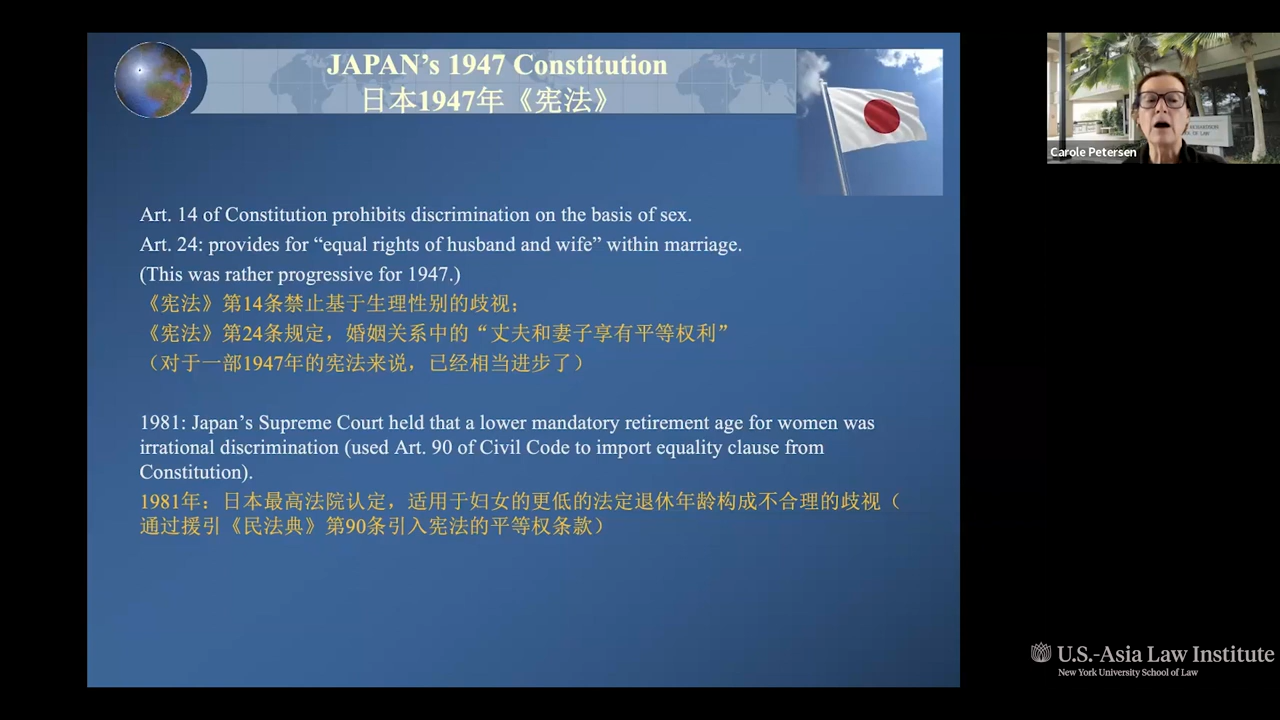 JAPAN's 1947 Constitution
日本1947年《宪法》
Art. 14 of Constitution prohibits discrimination on the basis of sex.
Art. 24: provides for “equal rights of husband and wife” within marriage.
(This was rather progressive for 1947.)
《宪法》第14条禁止基于生理性别的歧视；
《宪法》第24条规定，婚姻关系中的“丈夫和妻子享有平等权利”
（对于一部1947年的宪法来说，已经相当进步了）
1981: Japan’s Supreme Court held that a lower mandatory retirement age for women was
irrational discrimination (used Art. 90 of Civil Code to import equality clause from
Constitution).
1981年：日本最高法院认定，适用于妇女的更低的法定退休年龄构成不合理的歧视（
通过援引《民法典》第90条引入宪法的平等权条款）
Carole Petersen
U.S.-Asia Law Institute
New York University School of Law